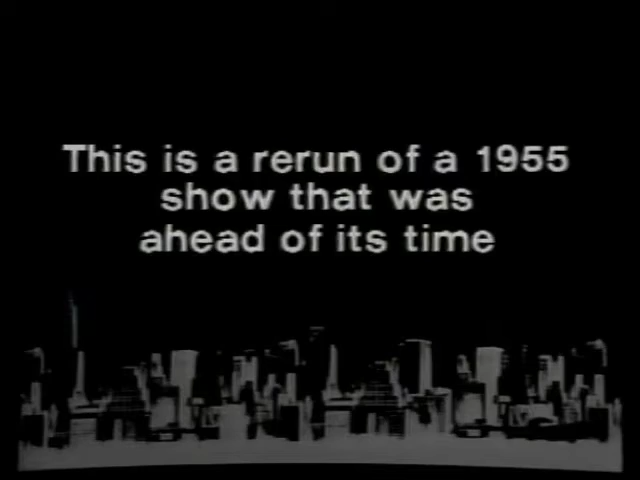 This is a rerun of a 1955
show that was
ahead of its time